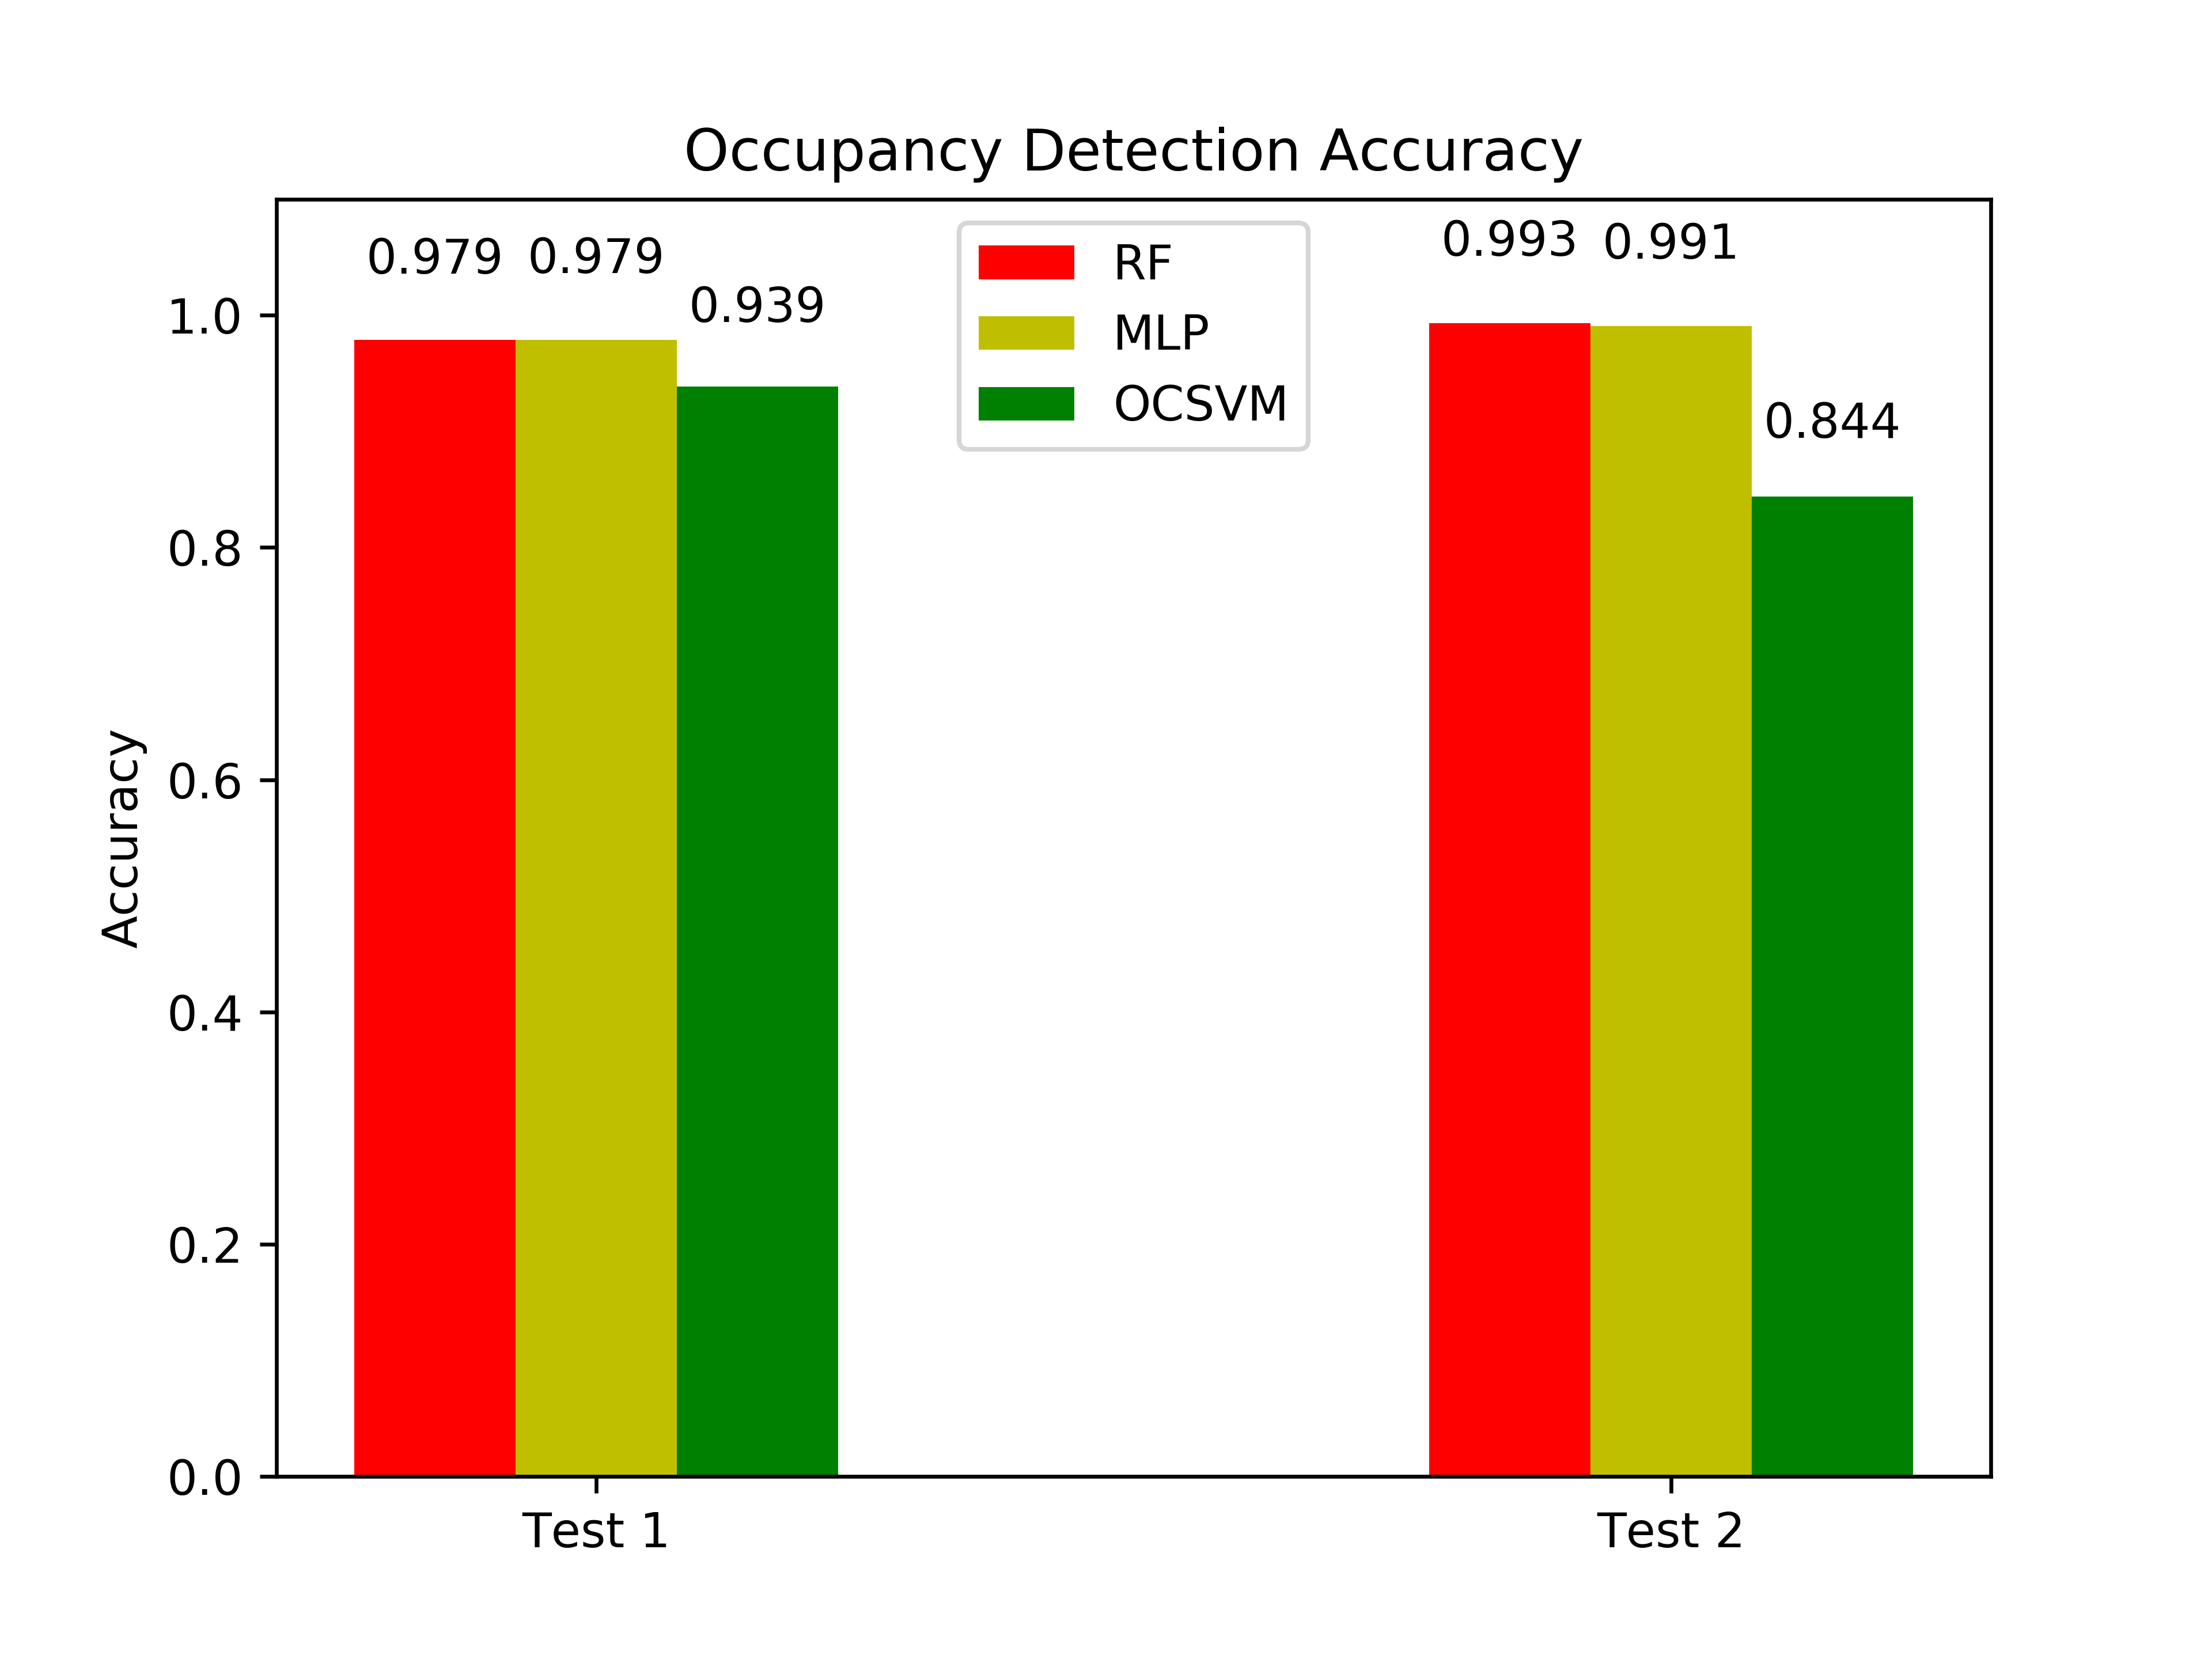 Occupancy Detection Accuracy
0.979 0.979 0.939
0.993 0.991 0.844
RF
MLP
OCSVM
Accuracy
1.0
0.8
0.6
0.4
0.2
0.0
Test 1
Test 2